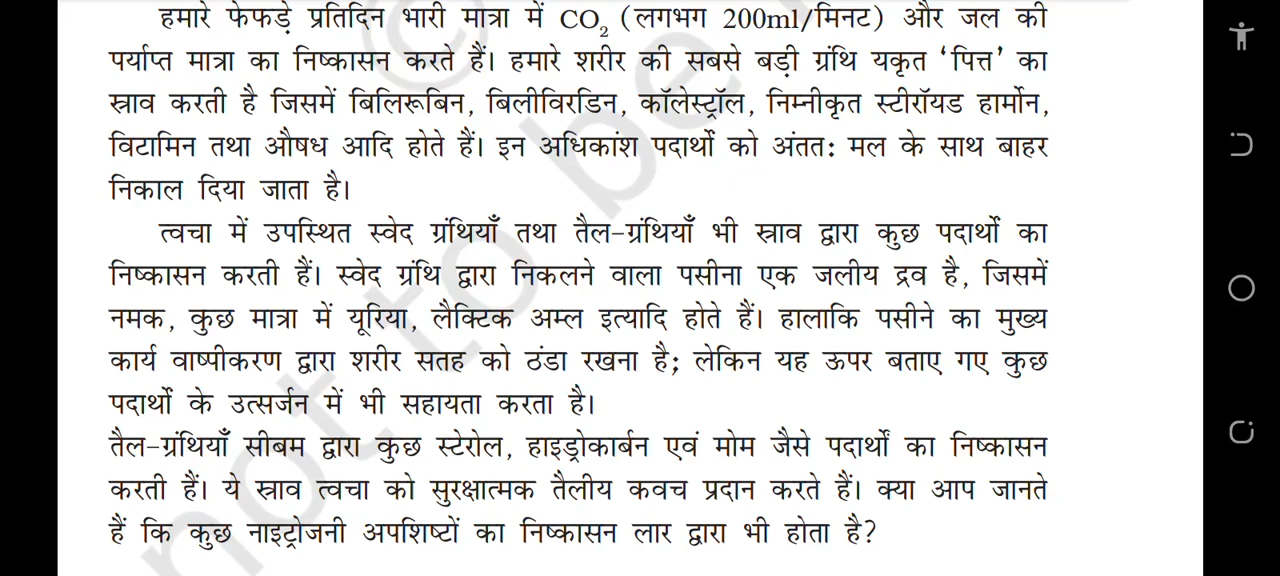 हमारे फेफड़े प्रतिदिन भारी मात्रा में CO₂ (लगभग 200ml/मिनट) और जल की
पर्याप्त मात्रा का निष्कासन करते हैं। हमारे शरीर की सबसे बड़ी ग्रंथि यकृत ‘पित्त’ का
स्राव करती है जिसमें बिलिरूबिन, बिलीविरडिन, कॉलेस्ट्रॉल, निम्नीकृत स्टीरॉयड हार्मोन,
विटामिन तथा औषध आदि होते हैं। इन अधिकांश पदार्थों को अंतत: मल के साथ बाहर
निकाल दिया जाता है।
त्वचा में उपस्थित स्वेद ग्रंथियाँ तथा तैल-ग्रंथियाँ भी स्राव द्वारा कुछ पदार्थों का
निष्कासन करती हैं। स्वेद ग्रंथि द्वारा निकलने वाला पसीना एक जलीय द्रव है, जिसमें
नमक, कुछ मात्रा में यूरिया, लैक्टिक अम्ल इत्यादि होते हैं। हालाकि पसीने का मुख्य
कार्य वाष्पीकरण द्वारा शरीर सतह को ठंडा रखना है; लेकिन यह ऊपर बताए गए कुछ
पदार्थों के उत्सर्जन में भी सहायता करता है।
तैल-ग्रंथियाँ सीबम द्वारा कुछ स्टेरोल, हाइड्रोकार्बन एवं मोम जैसे पदार्थों का निष्कासन
करती हैं। ये स्राव त्वचा को सुरक्षात्मक तैलीय कवच प्रदान करते हैं। क्या आप जानते
हैं कि कुछ नाइट्रोजनी अपशिष्टों का निष्कासन लार द्वारा भी होता है?
© not to be